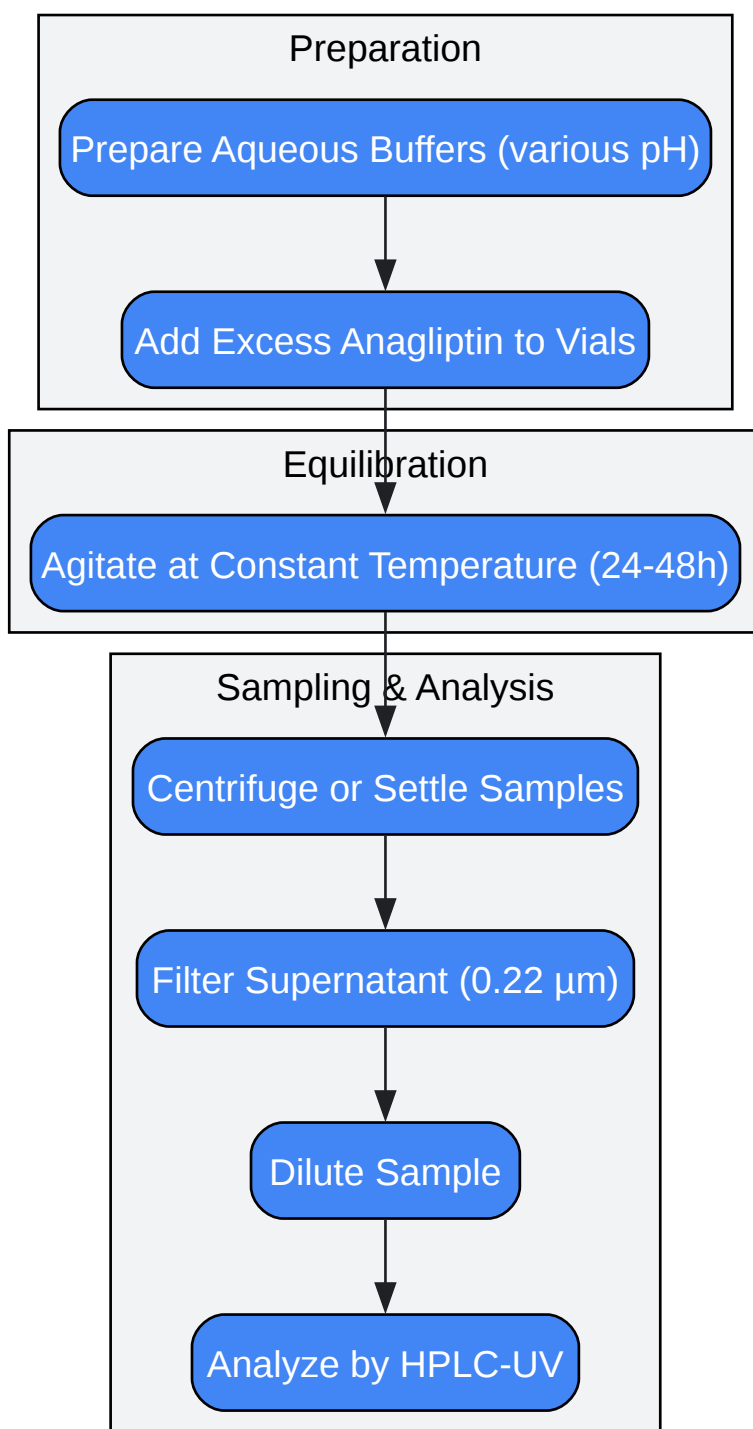 Preparation
Prepare Aqueous Buffers (various pH)
Add Excess Anagliptin to Vials
Equilibration
Agitate at Constant Temperature (24-48h)
Sampling & Analysis
Centrifuge or Settle Samples
Filter Supernatant (0.22 µm)
Dilute Sample
Analyze by HPLC-UV